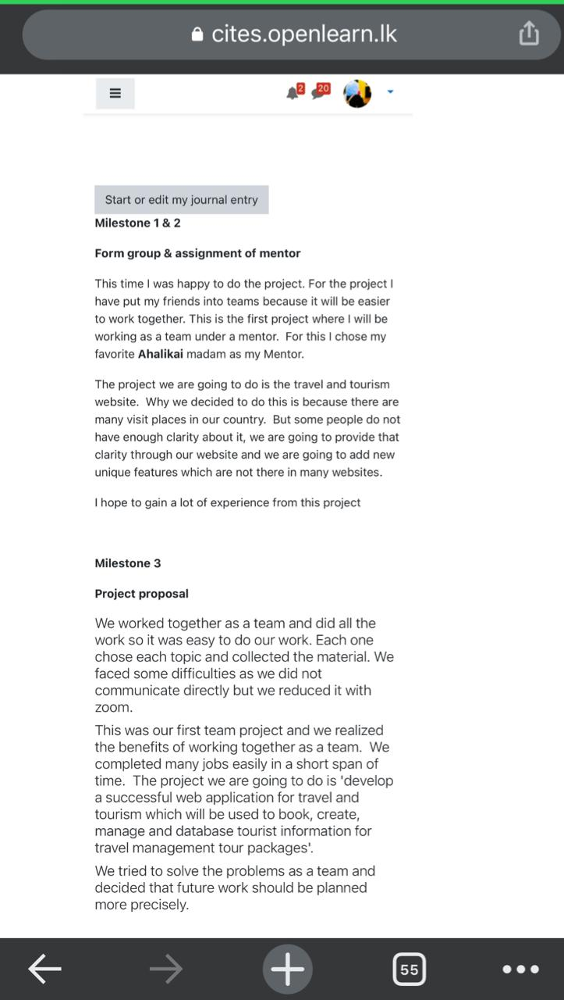 cites.openlearn.lk
2
20
Start or edit my journal entry
Milestone 1 & 2
Form group & assignment of mentor
This time I was happy to do the project. For the project I
have put my friends into teams because it will be easier
to work together. This is the first project where I will be
working as a team under a mentor.  For this I chose my
favorite Ahalikai madam as my Mentor.
The project we are going to do is the travel and tourism
website.  Why we decided to do this is because there are
many visit places in our country.  But some people do not
have enough clarity about it, we are going to provide that
clarity through our website and we are going to add new
unique features which are not there in many websites.
I hope to gain a lot of experience from this project
Milestone 3
Project proposal
We worked together as a team and did all the
work so it was easy to do our work. Each one
chose each topic and collected the material. We
faced some difficulties as we did not
communicate directly but we reduced it with
zoom.
This was our first team project and we realized
the benefits of working together as a team.  We
completed many jobs easily in a short span of
time.  The project we are going to do is 'develop
a successful web application for travel and
tourism which will be used to book, create,
manage and database tourist information for
travel management tour packages'.
We tried to solve the problems as a team and
decided that future work should be planned
more precisely.
55